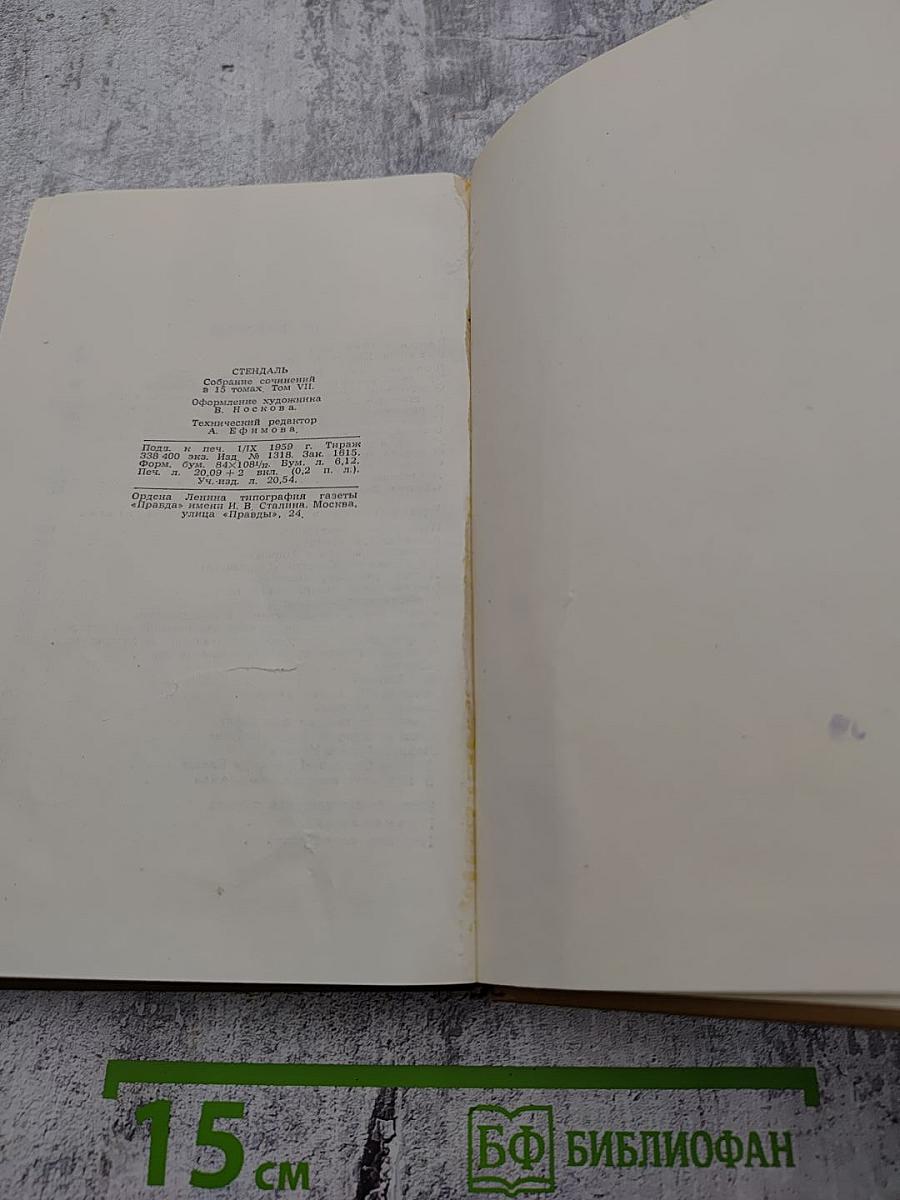 СТЕНДАЛЬ
Собрание сочинений
в 15 томах. Том VII.
Оформление художника
В. Носкова.
Технический редактор
А. Ефимова.
Подп. к печ. 1/IX 1959 г. Тираж
338 400 экз. Изд. № 1318. Зак. 1815.
Форм. бум. 84×108¹/₃₂. Бум. л. 6,12.
Печ. л. 20,09 + 2 вкл. (0,2 п. л.).
Уч.-изд. л. 20,54.
Ордена Ленина типография газеты
«Правда» имени И. В. Сталина. Москва,
улица «Правды», 24.
15 см
БФ БИБЛИОФАН